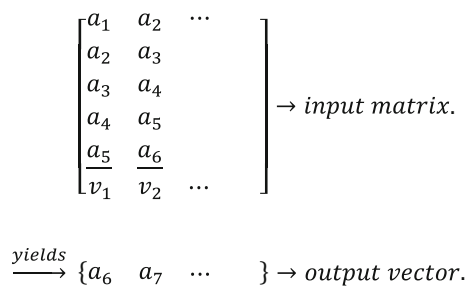 a₁ a₂ ⋯
a₂ a₃
a₃ a₄
a₄ a₅ → input matrix.
a₅ a₆
v₁ v₂ ⋯
yields → {a₆ a₇ ⋯ } → output vector.